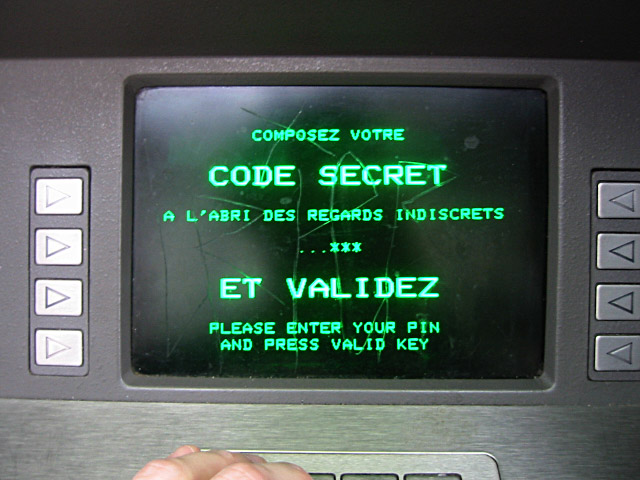 COMPOSEZ VOTRE
CODE SECRET
A L'ABRI DES REGARDS INDISCRETS
...***
ET VALIDEZ
PLEASE ENTER YOUR PIN
AND PRESS VALID KEY